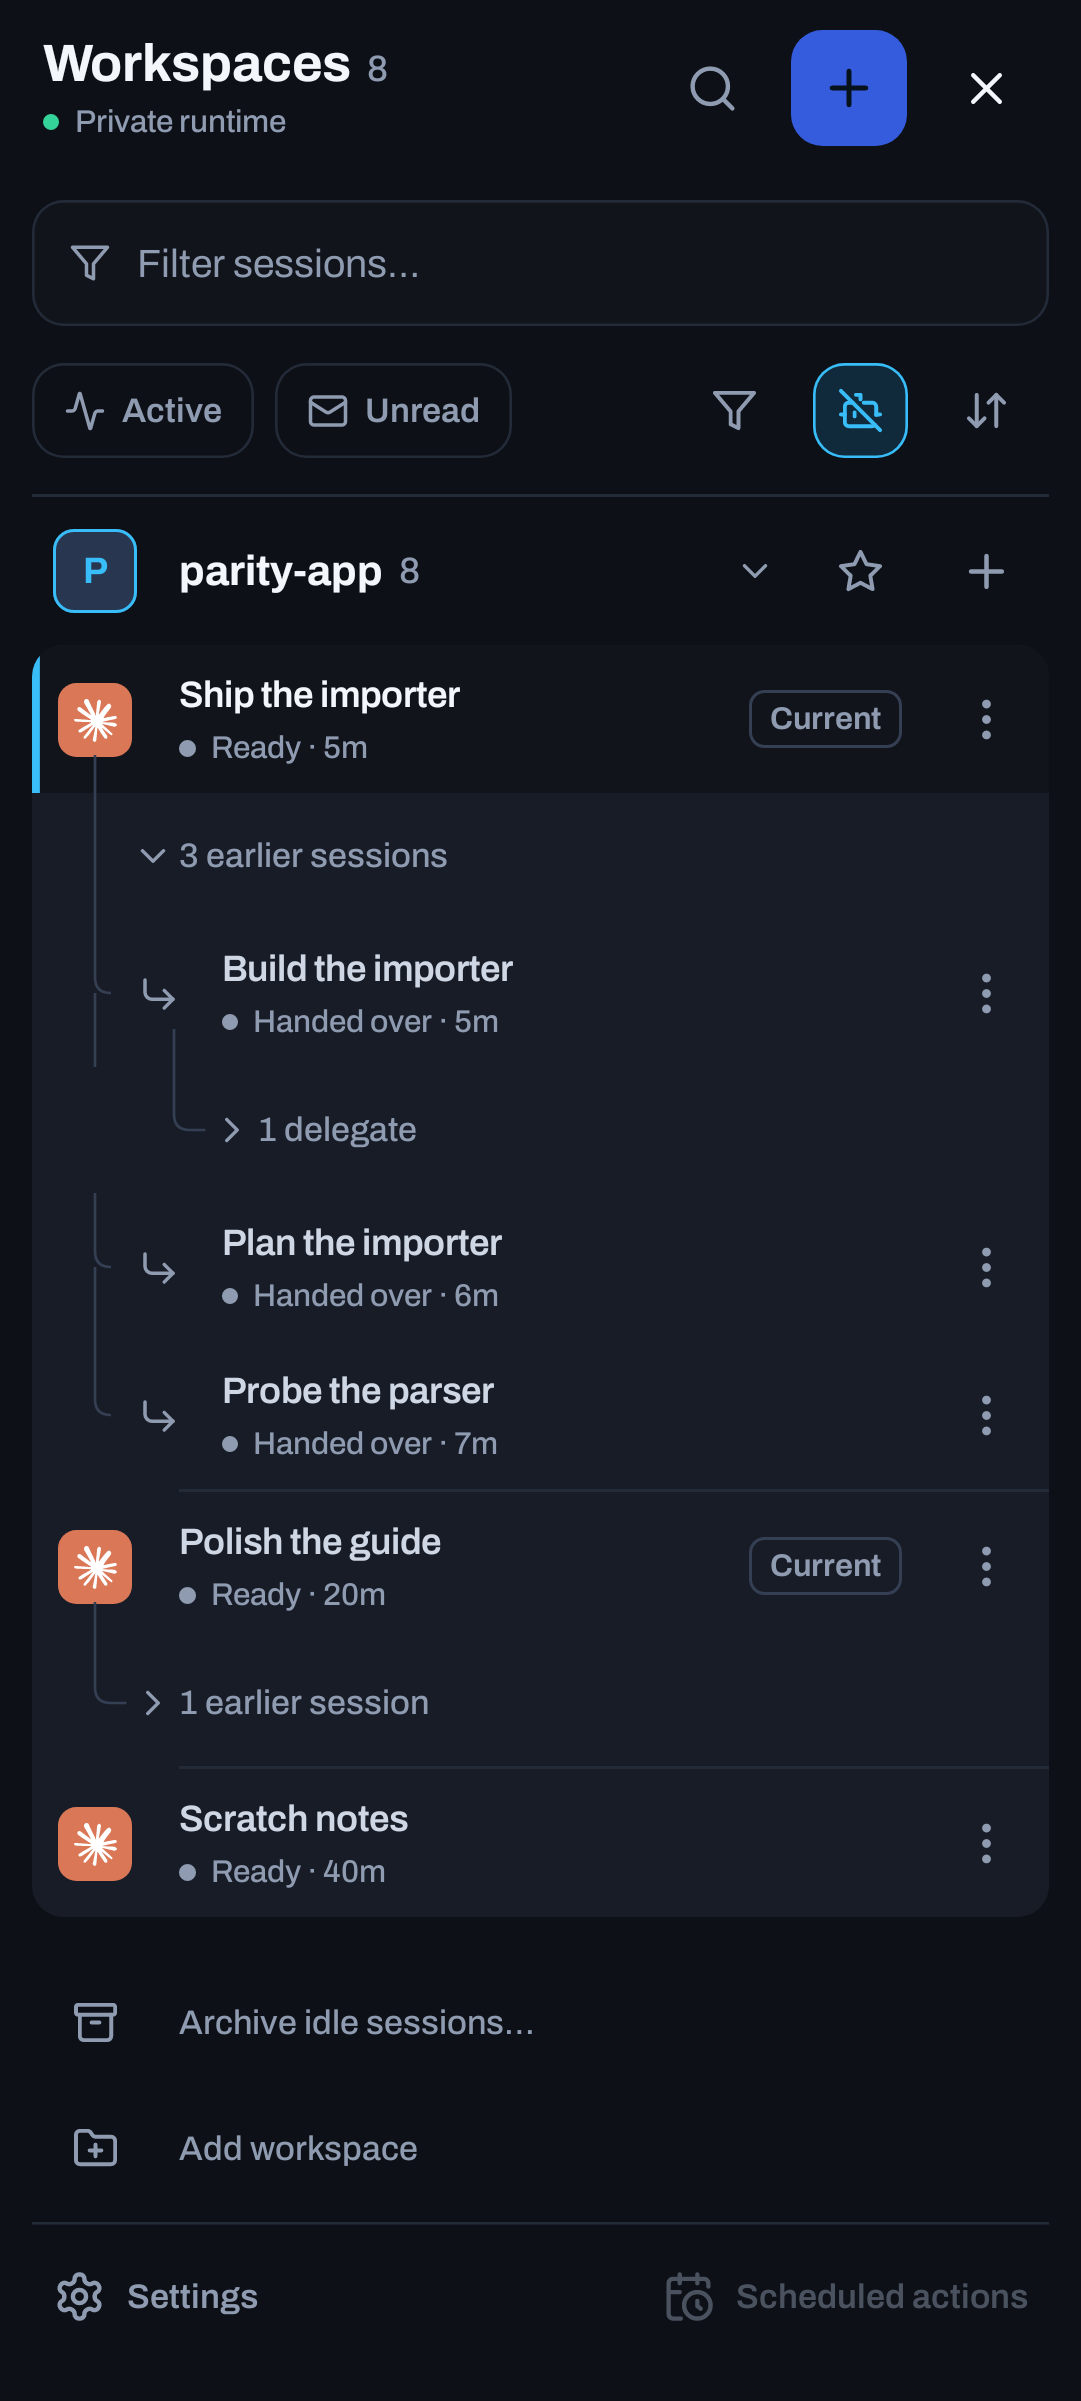 Workspaces 8
Private runtime
Filter sessions...
Active
Unread
P
parity-app 8
Ship the importer
Current
Ready · 5m
3 earlier sessions
Build the importer
Handed over · 5m
1 delegate
Plan the importer
Handed over · 6m
Probe the parser
Handed over · 7m
Polish the guide
Current
Ready · 20m
1 earlier session
Scratch notes
Ready · 40m
Archive idle sessions...
Add workspace
Settings
Scheduled actions